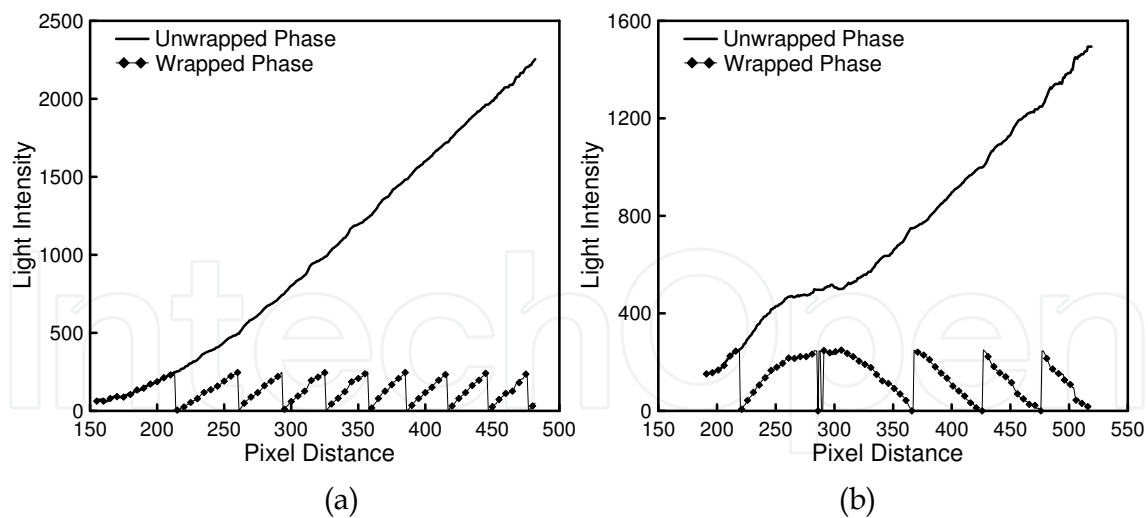 2500
2000
1500
1000
500
0
Light Intensity
Unwrapped Phase
Wrapped Phase
150 200 250 300 350 400 450 500
Pixel Distance
(a)
1600
1200
800
400
0
Light Intensity
Unwrapped Phase
Wrapped Phase
150 200 250 300 350 400 450 500 550
Pixel Distance
(b)
IntechOpen